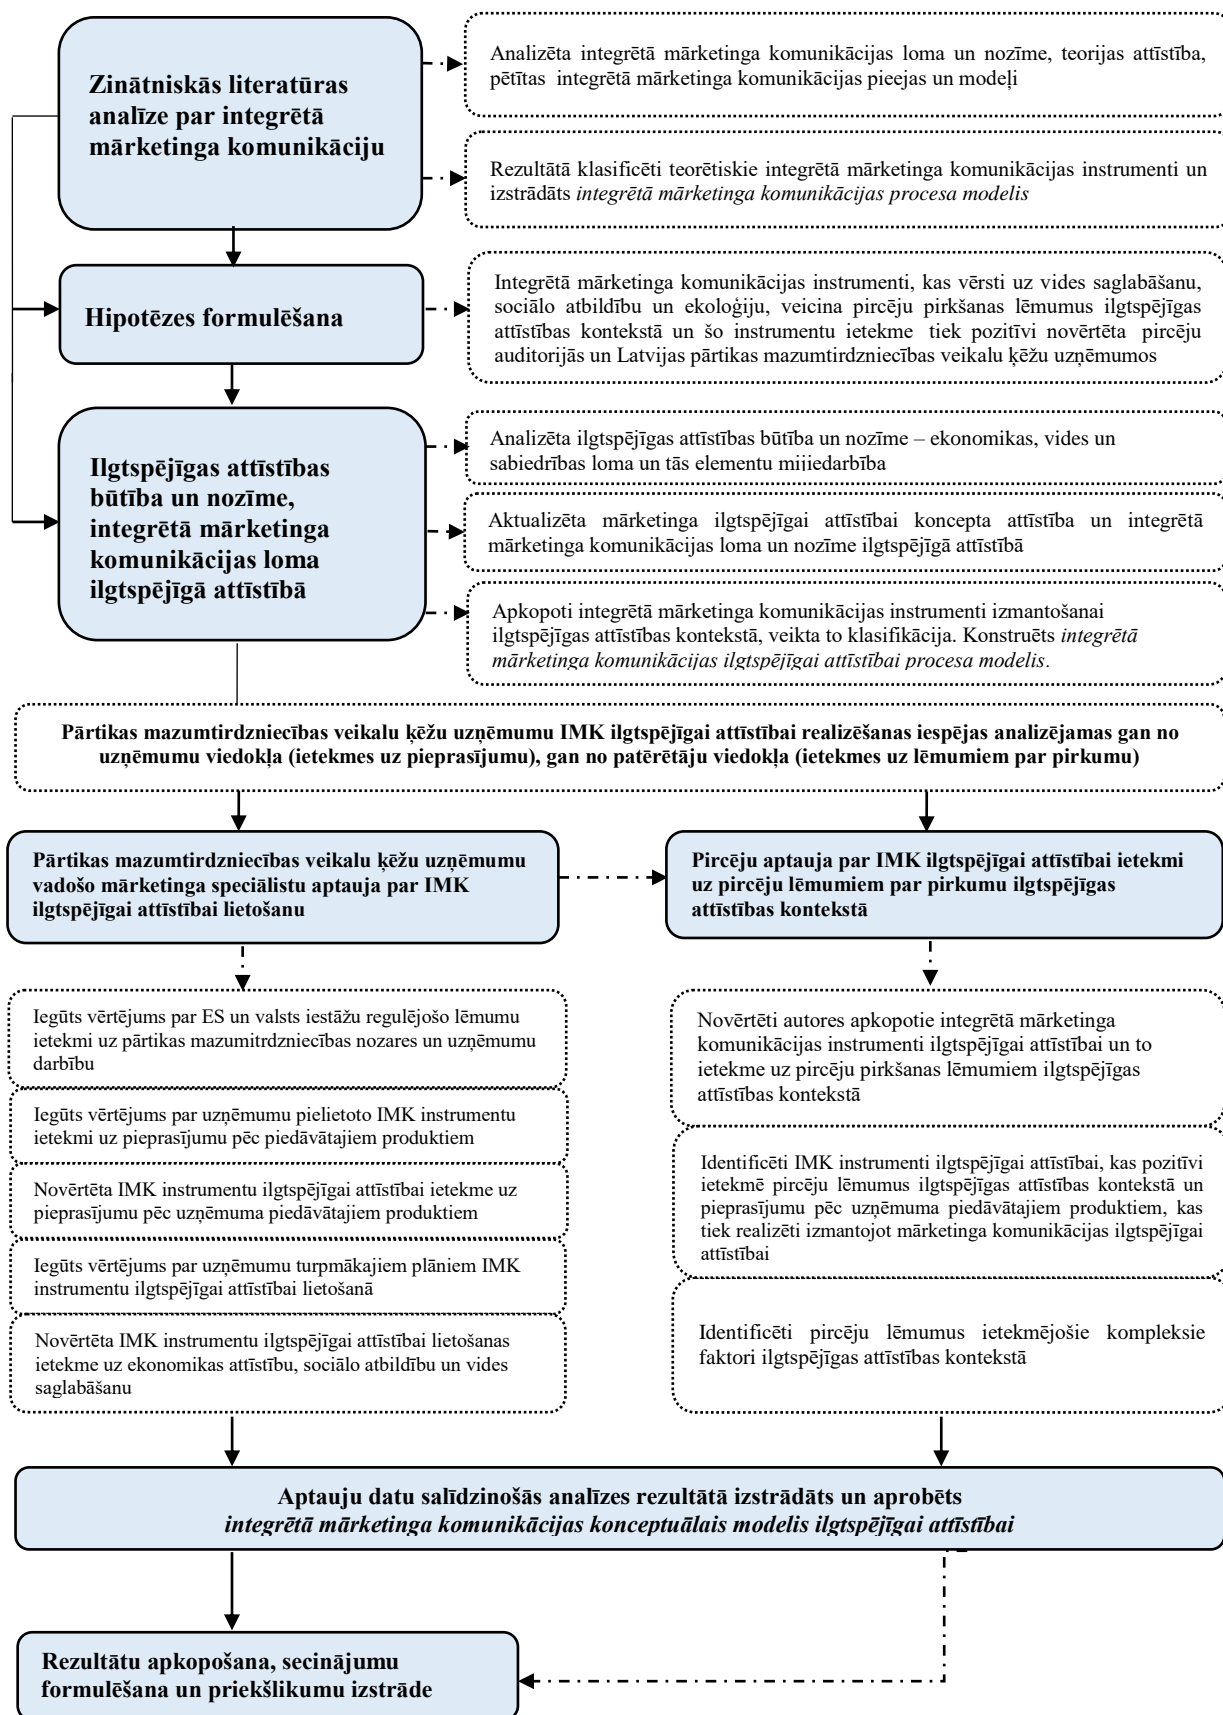 Zinātniskās literatūras
analīze par integrētā
mārketinga komunikāciju
Analizēta integrētā mārketinga komunikācijas loma un nozīme, teorijas attīstība,
pētītas integrētā mārketinga komunikācijas pieejas un modeļi
Rezultātā klasificēti teorētiskie integrētā mārketinga komunikācijas instrumenti un
izstrādāts integrētā mārketinga komunikācijas procesa modelis
Hipotēzes formulēšana
Integrētā mārketinga komunikācijas instrumenti, kas vērsti uz vides saglabāšanu,
sociālo atbildību un ekoloģiju, veicina pircēju pirkšanas lēmumus ilgtspējīgas
attīstības kontekstā un šo instrumentu ietekme tiek pozitīvi novērtēta pircēju
auditorijās un Latvijas pārtikas mazumtirdzniecības veikalu ķēžu uzņēmumos
Ilgtspējīgas attīstības
būtība un nozīme,
integrētā mārketinga
komunikācijas loma
ilgtspējīgā attīstībā
Analizēta ilgtspējīgas attīstības būtība un nozīme – ekonomikas, vides un
sabiedrības loma un tās elementu mijiedarbība
Aktualizēta mārketinga ilgtspējīgai attīstībai koncepta attīstība un integrētā
mārketinga komunikācijas loma un nozīme ilgtspējīgā attīstībā
Apkopoti integrētā mārketinga komunikācijas instrumenti izmantošanai
ilgtspējīgas attīstības kontekstā, veikta to klasifikācija. Konstruēts integrētā
mārketinga komunikācijas ilgtspējīgai attīstībai procesa modelis.
Pārtikas mazumtirdzniecības veikalu ķēžu uzņēmumu IMK ilgtspējīgai attīstībai realizēšanas iespējas analizējamas gan no
uzņēmumu viedokļa (ietekmes uz pieprasījumu), gan no patērētāju viedokļa (ietekmes uz lēmumiem par pirkumu)
Pārtikas mazumtirdzniecības veikalu ķēžu uzņēmumu
vadošo mārketinga speciālistu aptauja par IMK
ilgtspējīgai attīstībai lietošanu
Pircēju aptauja par IMK ilgtspējīgai attīstībai ietekmi
uz pircēju lēmumiem par pirkumu ilgtspējīgas
attīstības kontekstā
Iegūts vērtējums par ES un valsts iestāžu regulējošo lēmumu
ietekmi uz pārtikas mazumitrdzniecības nozares un uzņēmumu
darbību
Iegūts vērtējums par uzņēmumu pielietoto IMK instrumentu
ietekmi uz pieprasījumu pēc piedāvātajiem produktiem
Novērtēta IMK instrumentu ilgtspējīgai attīstībai ietekme uz
pieprasījumu pēc uzņēmuma piedāvātajiem produktiem
Iegūts vērtējums par uzņēmumu turpmākajiem plāniem IMK
instrumentu ilgtspējīgai attīstībai lietošanā
Novērtēta IMK instrumentu ilgtspējīgai attīstībai lietošanas
ietekme uz ekonomikas attīstību, sociālo atbildību un vides
saglabāšanu
Novērtēti autores apkopotie integrētā mārketinga
komunikācijas instrumenti ilgtspējīgai attīstībai un to
ietekme uz pircēju pirkšanas lēmumiem ilgtspējīgas
attīstības kontekstā
Identificēti IMK instrumenti ilgtspējīgai attīstībai, kas pozitīvi
ietekmē pircēju lēmumus ilgtspējīgas attīstības kontekstā un
pieprasījumu pēc uzņēmuma piedāvātajiem produktiem, kas
tiek realizēti izmantojot mārketinga komunikācijas ilgtspējīgai
attīstībai
Identificēti pircēju lēmumus ietekmējošie kompleksie
faktori ilgtspējīgas attīstības kontekstā
Aptauju datu salīdzinošās analīzes rezultātā izstrādāts un aprobēts
integrētā mārketinga komunikācijas konceptuālais modelis ilgtspējīgai attīstībai
Rezultātu apkopošana, secinājumu
formulēšana un priekšlikumu izstrāde